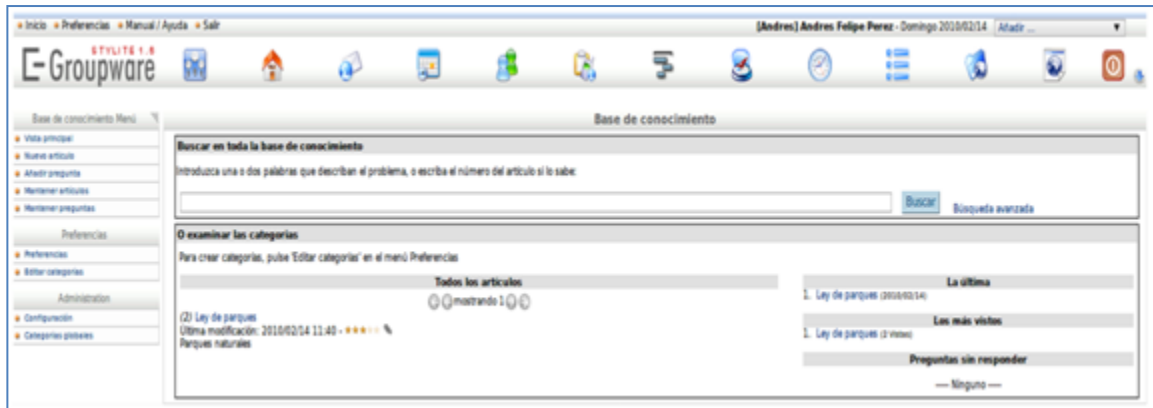 Inicio Preferencias Manual / Ayuda Salir
[Andres] Andres Felipe Perez - Domingo 2010/02/14 Añadir ...
STYLITE 1.6
E-Groupware
Base de conocimiento Menú
Base de conocimiento
Vista principal
Nuevo artículo
Añadir pregunta
Mantener artículos
Mantener preguntas
Preferencias
Preferencias
Editar categorías
Administration
Configuración
Categorías globales
Buscar en toda la base de conocimiento
Introduzca una o dos palabras que describan el problema, o escriba el número del artículo si lo sabe:
Buscar Búsqueda avanzada
O examinar las categorías
Para crear categorías, pulse 'Editar categorías' en el menú Preferencias
Todos los artículos
mostrando 1
(2) Ley de parques
Última modificación: 2010/02/14 11:40 -
Parques naturales
La última
1. Ley de parques (2010/02/14)
Los más vistos
1. Ley de parques (2 Vistas)
Preguntas sin responder
---- Ninguno ----